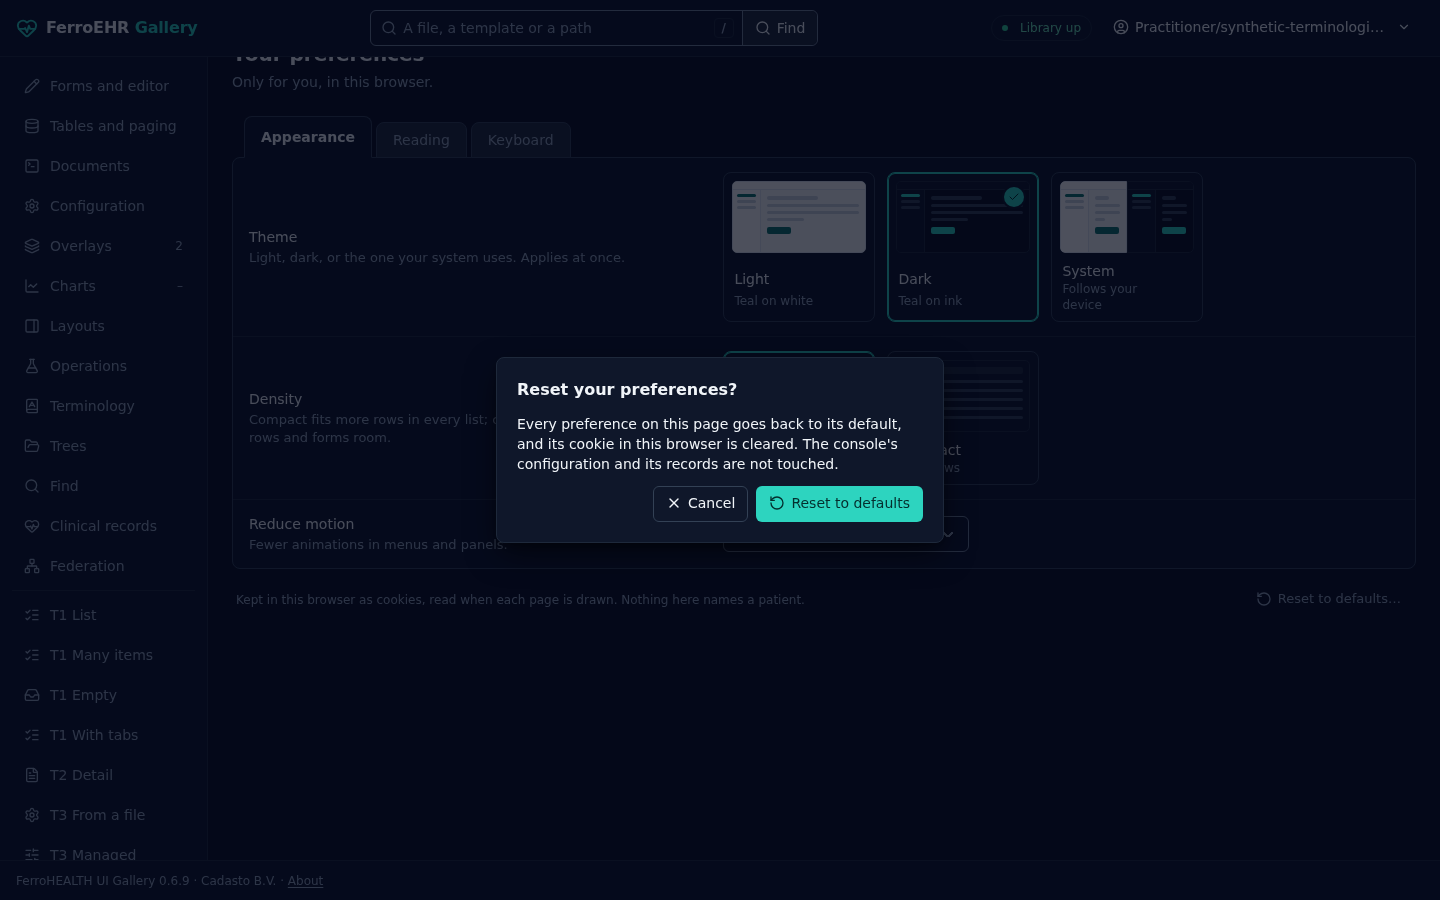 FerroEHR Gallery
A file, a template or a path
/
Find
Library up
Practitioner/synthetic-terminologi...
Your preferences
Only for you, in this browser.
Forms and editor
Tables and paging
Documents
Configuration
Overlays 2
Charts –
Layouts
Operations
Terminology
Trees
Find
Clinical records
Federation
T1 List
T1 Many items
T1 Empty
T1 With tabs
T2 Detail
T3 From a file
T3 Managed
Appearance
Reading
Keyboard
Theme
Light, dark, or the one your system uses. Applies at once.
Light
Teal on white
Dark
Teal on ink
System
Follows your
device
Density
Compact fits more rows in every list;
rows and forms room.
Reset your preferences?
Every preference on this page goes back to its default,
and its cookie in this browser is cleared. The console's
configuration and its records are not touched.
Cancel
Reset to defaults
Reduce motion
Fewer animations in menus and panels.
Kept in this browser as cookies, read when each page is drawn. Nothing here names a patient.
Reset to defaults...
FerroHEALTH UI Gallery 0.6.9 · Cadasto B.V. · About